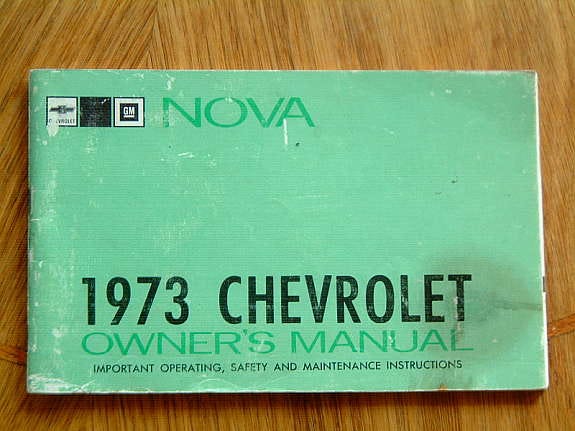 CHEVROLET GM NOVA
1973 CHEVROLET
OWNER'S MANUAL
IMPORTANT OPERATING, SAFETY AND MAINTENANCE INSTRUCTIONS